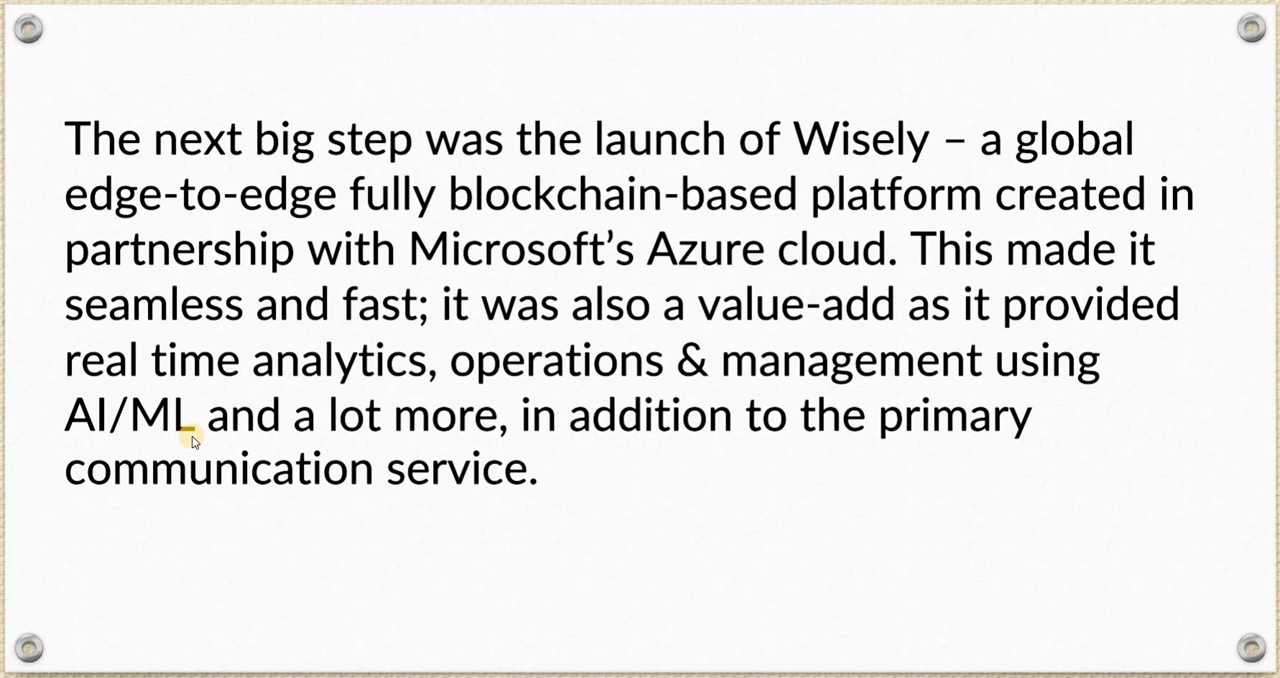 The next big step was the launch of Wisely – a global
edge-to-edge fully blockchain-based platform created in
partnership with Microsoft’s Azure cloud. This made it
seamless and fast; it was also a value-add as it provided
real time analytics, operations & management using
AI/ML and a lot more, in addition to the primary
communication service.